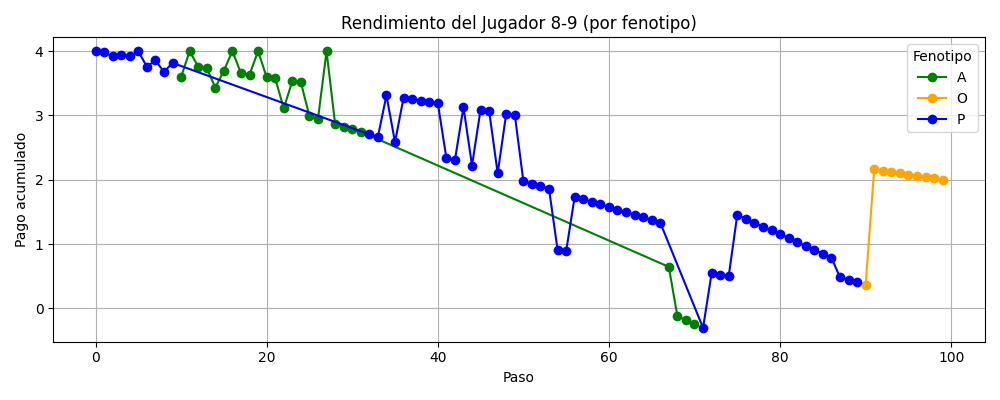 Rendimiento del Jugador 8-9 (por fenotipo)
Pago acumulado
4
3
2
1
0
Fenotipo
A
O
P
0 20 40 60 80 100
Paso